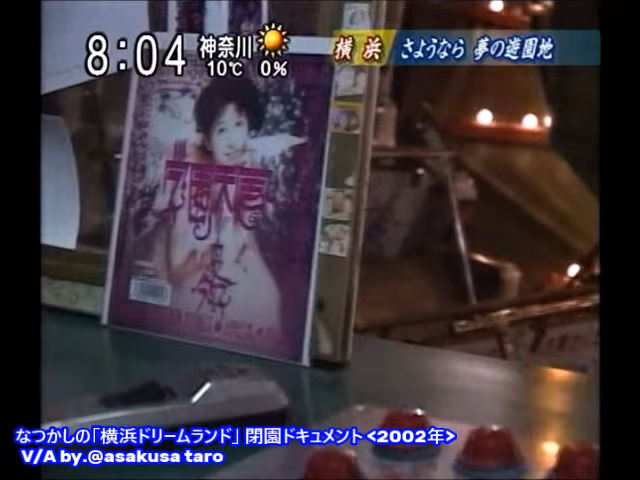 8:04
神奈川
10℃ 0%
横浜 さようなら 夢の遊園地
なつかしの「横浜ドリームランド」 閉園ドキュメント <2002年>
V/A by.@asakusa taro